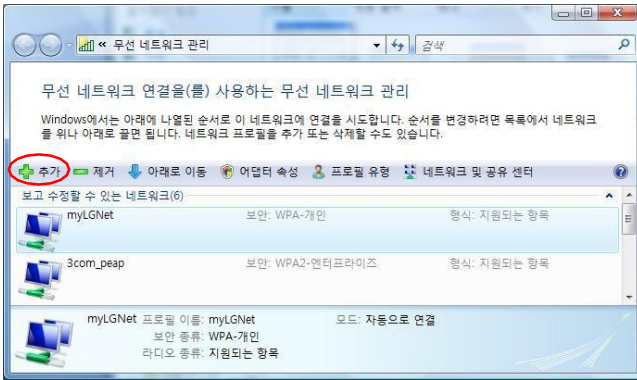 « 무선 네트워크 관리
검색
무선 네트워크 연결을(를) 사용하는 무선 네트워크 관리
Windows에서는 아래에 나열된 순서로 이 네트워크에 연결을 시도합니다. 순서를 변경하려면 목록에서 네트워크
를 위나 아래로 끌면 됩니다. 네트워크 프로필을 추가 또는 삭제할 수도 있습니다.
추가 제거 아래로 이동 어댑터 속성 프로필 유형 네트워크 및 공유 센터
보고 수정할 수 있는 네트워크(6)
myLGNet 보안: WPA-개인 형식: 지원되는 항목
3com_peap 보안: WPA2-엔터프라이즈 형식: 지원되는 항목
myLGNet 프로필 이름: myLGNet 모드: 자동으로 연결
보안 종류: WPA-개인
라디오 종류: 지원되는 항목